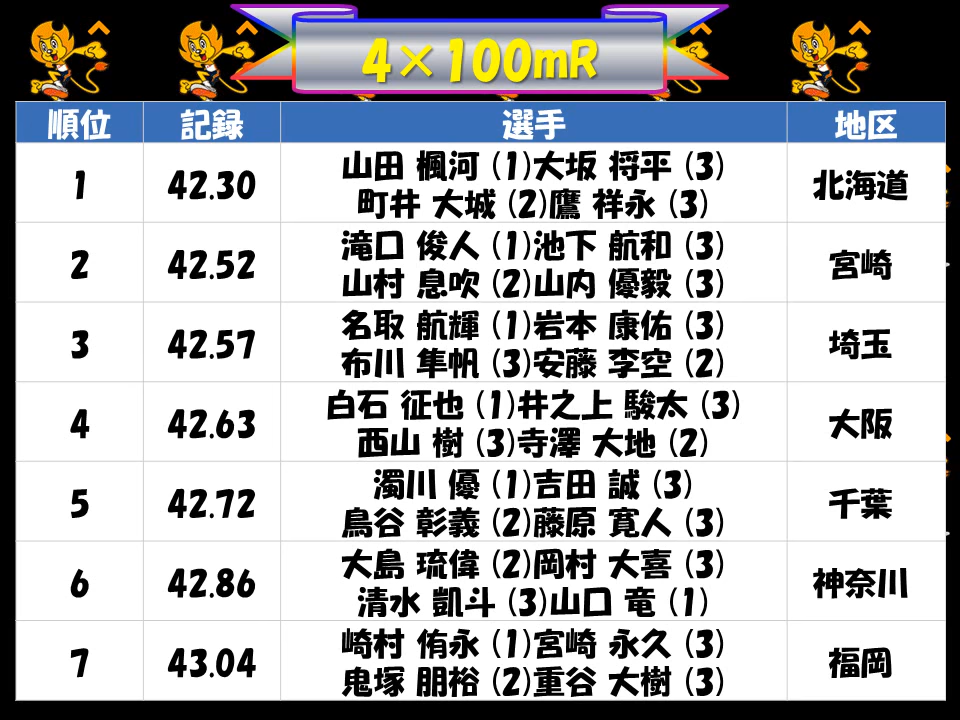 4×100mR
順位 記録 選手 地区
1 42.30 山田 楓河 (1)大坂 将平 (3) 北海道
町井 大城 (2)鷹 祥永 (3)
2 42.52 滝口 俊人 (1)池下 航和 (3) 宮崎
山村 息吹 (2)山内 優毅 (3)
3 42.57 名取 航輝 (1)岩本 康佑 (3) 埼玉
布川 隼帆 (3)安藤 李空 (2)
4 42.63 白石 征也 (1)井之上 駿太 (3) 大阪
西山 樹 (3)寺澤 大地 (2)
5 42.72 濁川 優 (1)吉田 誠 (3) 千葉
鳥谷 彰義 (2)藤原 寛人 (3)
6 42.86 大島 琉偉 (2)岡村 大喜 (3) 神奈川
清水 凱斗 (3)山口 竜 (1)
7 43.04 崎村 侑永 (1)宮崎 永久 (3) 福岡
鬼塚 朋裕 (2)重谷 大樹 (3)